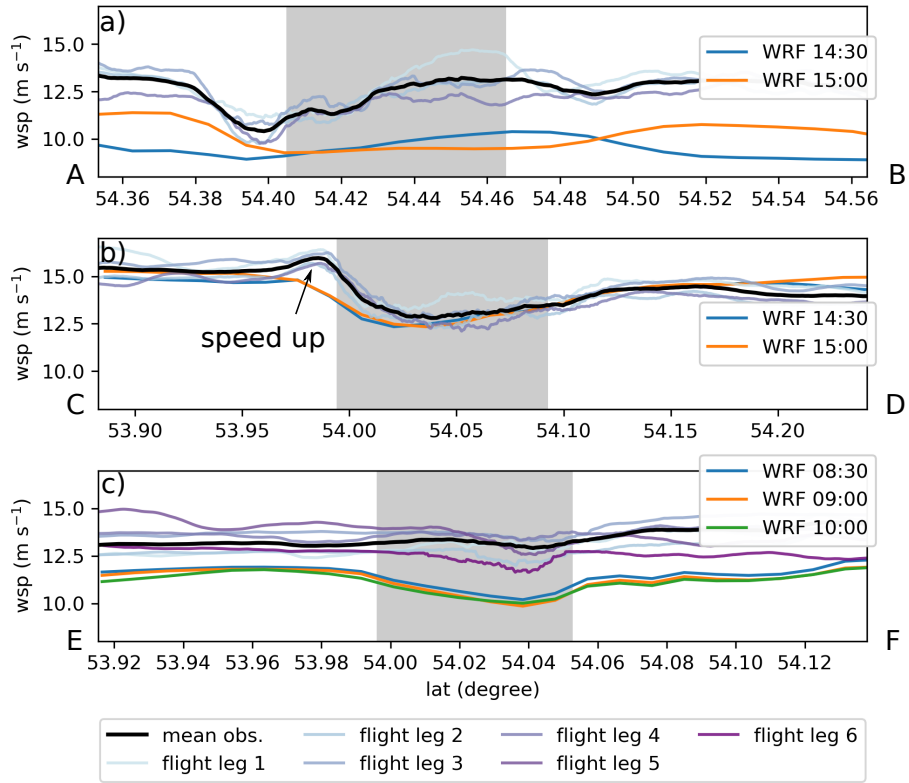 a)
15.0
12.5
10.0
wsp (m s⁻¹)
WRF 14:30
WRF 15:00
A
B
54.36 54.38 54.40 54.42 54.44 54.46 54.48 54.50 54.52 54.54 54.56
b)
15.0
12.5
10.0
wsp (m s⁻¹)
speed up
WRF 14:30
WRF 15:00
C
D
53.90 53.95 54.00 54.05 54.10 54.15 54.20
c)
15.0
12.5
10.0
wsp (m s⁻¹)
WRF 08:30
WRF 09:00
WRF 10:00
E
F
53.92 53.94 53.96 53.98 54.00 54.02 54.04 54.06 54.08 54.10 54.12
lat (degree)
mean obs. flight leg 2 flight leg 4 flight leg 6
flight leg 1 flight leg 3 flight leg 5